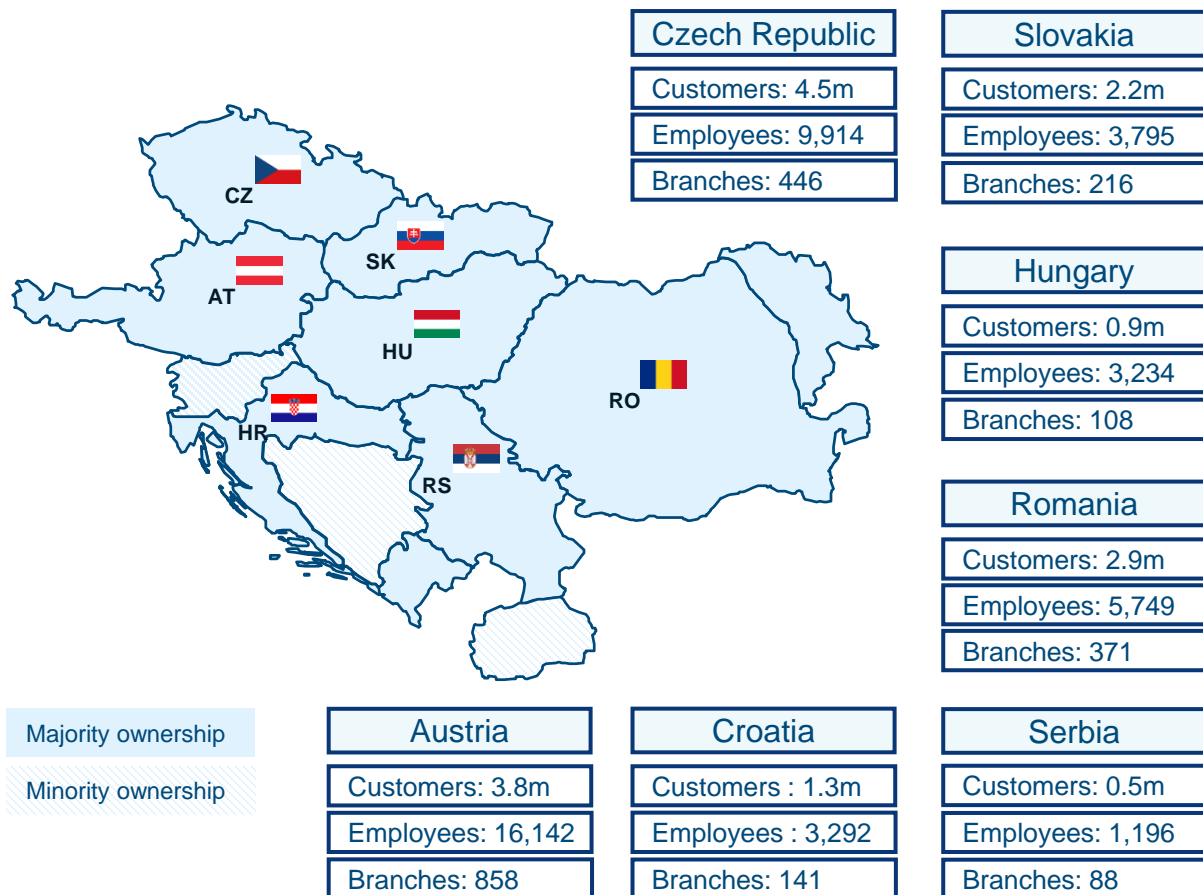 Czech Republic
Customers: 4.5m
Employees: 9,914
Branches: 446
Slovakia
Customers: 2.2m
Employees: 3,795
Branches: 216
CZ
SK
AT
HU
RO
HR
RS
Hungary
Customers: 0.9m
Employees: 3,234
Branches: 108
Romania
Customers: 2.9m
Employees: 5,749
Branches: 371
Majority ownership
Minority ownership
Austria
Customers: 3.8m
Employees: 16,142
Branches: 858
Croatia
Customers : 1.3m
Employees : 3,292
Branches: 141
Serbia
Customers: 0.5m
Employees: 1,196
Branches: 88